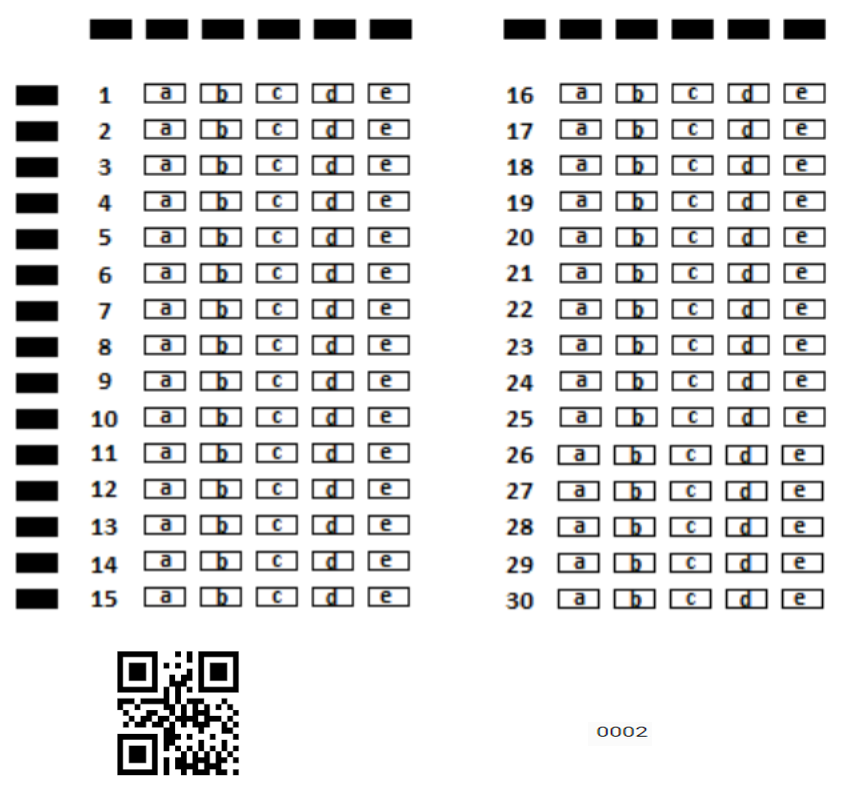 1 a b c d e
2 a b c d e
3 a b c d e
4 a b c d e
5 a b c d e
6 a b c d e
7 a b c d e
8 a b c d e
9 a b c d e
10 a b c d e
11 a b c d e
12 a b c d e
13 a b c d e
14 a b c d e
15 a b c d e
16 a b c d e
17 a b c d e
18 a b c d e
19 a b c d e
20 a b c d e
21 a b c d e
22 a b c d e
23 a b c d e
24 a b c d e
25 a b c d e
26 a b c d e
27 a b c d e
28 a b c d e
29 a b c d e
30 a b c d e
0002